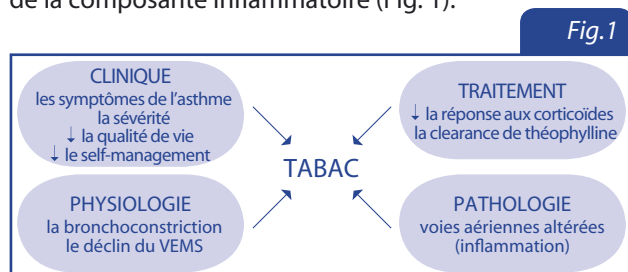 de la composante inflammatoire (Fig. 1).
Fig.1
CLINIQUE
les symptômes de l'asthme
la sévérité
↓ la qualité de vie
↓ le self-management
TRAITEMENT
↓ la réponse aux corticoïdes
la clearance de théophylline
TABAC
PHYSIOLOGIE
la bronchoconstriction
le déclin du VEMS
PATHOLOGIE
voies aériennes altérées
(inflammation)